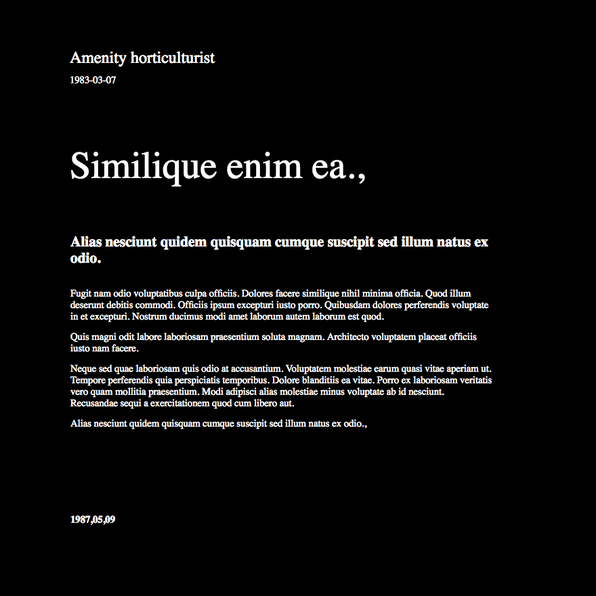 Amenity horticulturist
1983-03-07
Similique enim ea.,
Alias nesciunt quidem quisquam cumque suscipit sed illum natus ex
odio.
Fugit nam odio voluptatibus culpa officiis. Dolores facere similique nihil minima officia. Quod illum
deserunt debitis commodi. Officiis ipsum excepturi iusto porro. Quibusdam dolores perferendis voluptate
in et excepturi. Nostrum ducimus modi amet laborum autem laborum est quod.
Quis magni odit labore laboriosam praesentium soluta magnam. Architecto voluptatem placeat officiis
iusto nam facere.
Neque sed quae laboriosam quis odio at accusantium. Voluptatem molestiae earum quasi vitae aperiam ut.
Tempore perferendis quia perspiciatis temporibus. Dolore blanditiis ea vitae. Porro ex laboriosam veritatis
vero quam mollitia praesentium. Modi adipisci alias molestiae minus voluptate ab id nesciunt.
Recusandae sequi a exercitationem quod cum libero aut.
Alias nesciunt quidem quisquam cumque suscipit sed illum natus ex odio.,
1987,05,09